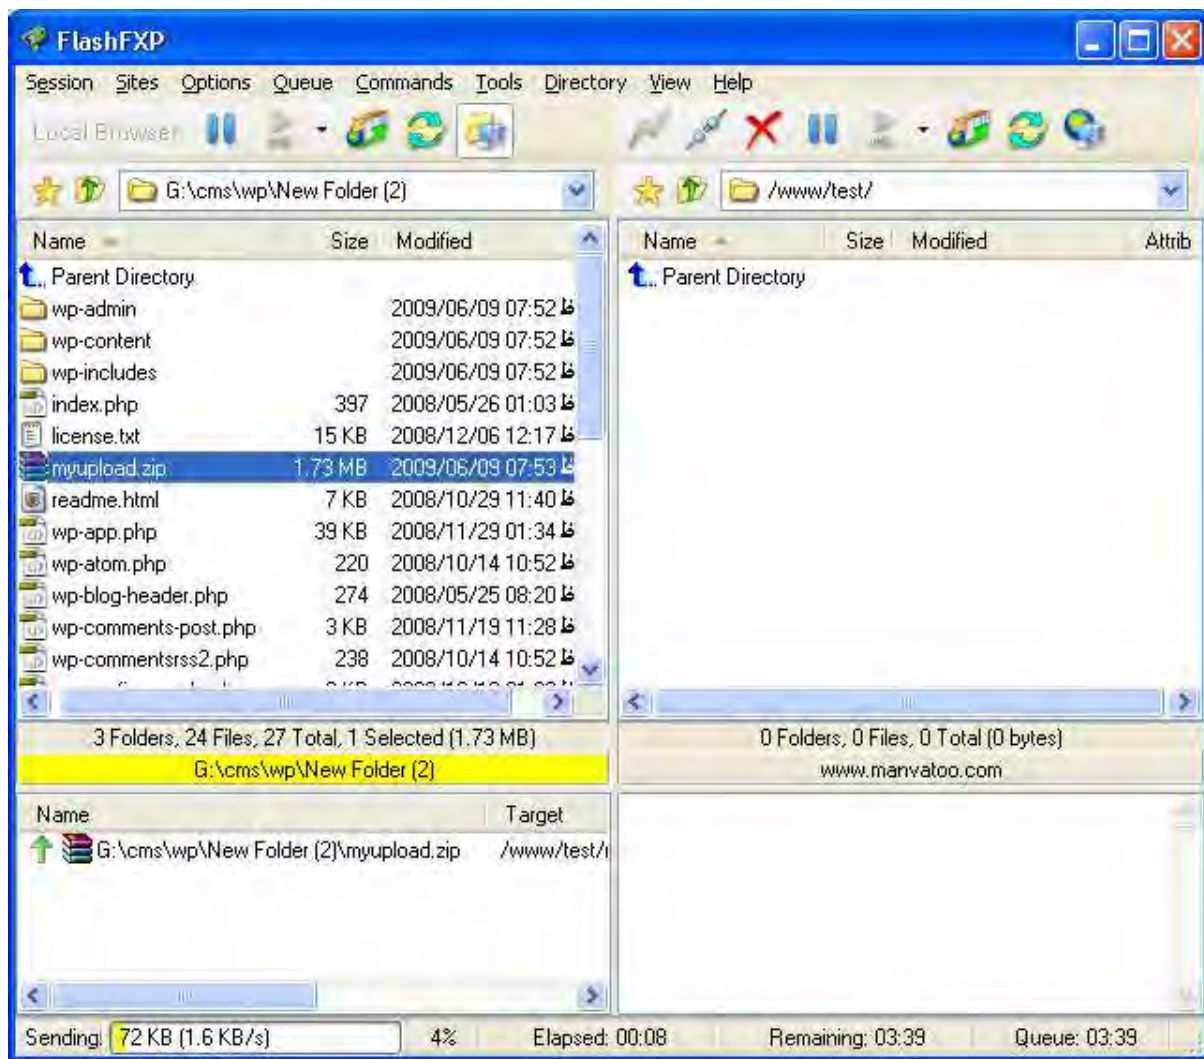 FlashFXP
Session Sites Options Queue Commands Tools Directory View Help
Local Browser
G:\cms\wp\New Folder (2)
/www/test/
Name Size Modified
Parent Directory
wp-admin 2009/06/09 07:52 ظ
wp-content 2009/06/09 07:52 ظ
wp-includes 2009/06/09 07:52 ظ
index.php 397 2008/05/26 01:03 ظ
license.txt 15 KB 2008/12/06 12:17 ظ
myupload.zip 1.73 MB 2009/06/09 07:53 ظ
readme.html 7 KB 2008/10/29 11:40 ظ
wp-app.php 39 KB 2008/11/29 01:34 ظ
wp-atom.php 220 2008/10/14 10:52 ظ
wp-blog-header.php 274 2008/05/25 08:20 ظ
wp-comments-post.php 3 KB 2008/11/19 11:28 ظ
wp-commentsrss2.php 238 2008/10/14 10:52 ظ
3 Folders, 24 Files, 27 Total, 1 Selected (1.73 MB)
G:\cms\wp\New Folder (2)
Name Size Modified Attrib
Parent Directory
0 Folders, 0 Files, 0 Total (0 bytes)
www.manvatoo.com
Name Target
G:\cms\wp\New Folder (2)\myupload.zip /www/test/
Sending: 72 KB (1.6 KB/s) 4% Elapsed: 00:08 Remaining: 03:39 Queue: 03:39